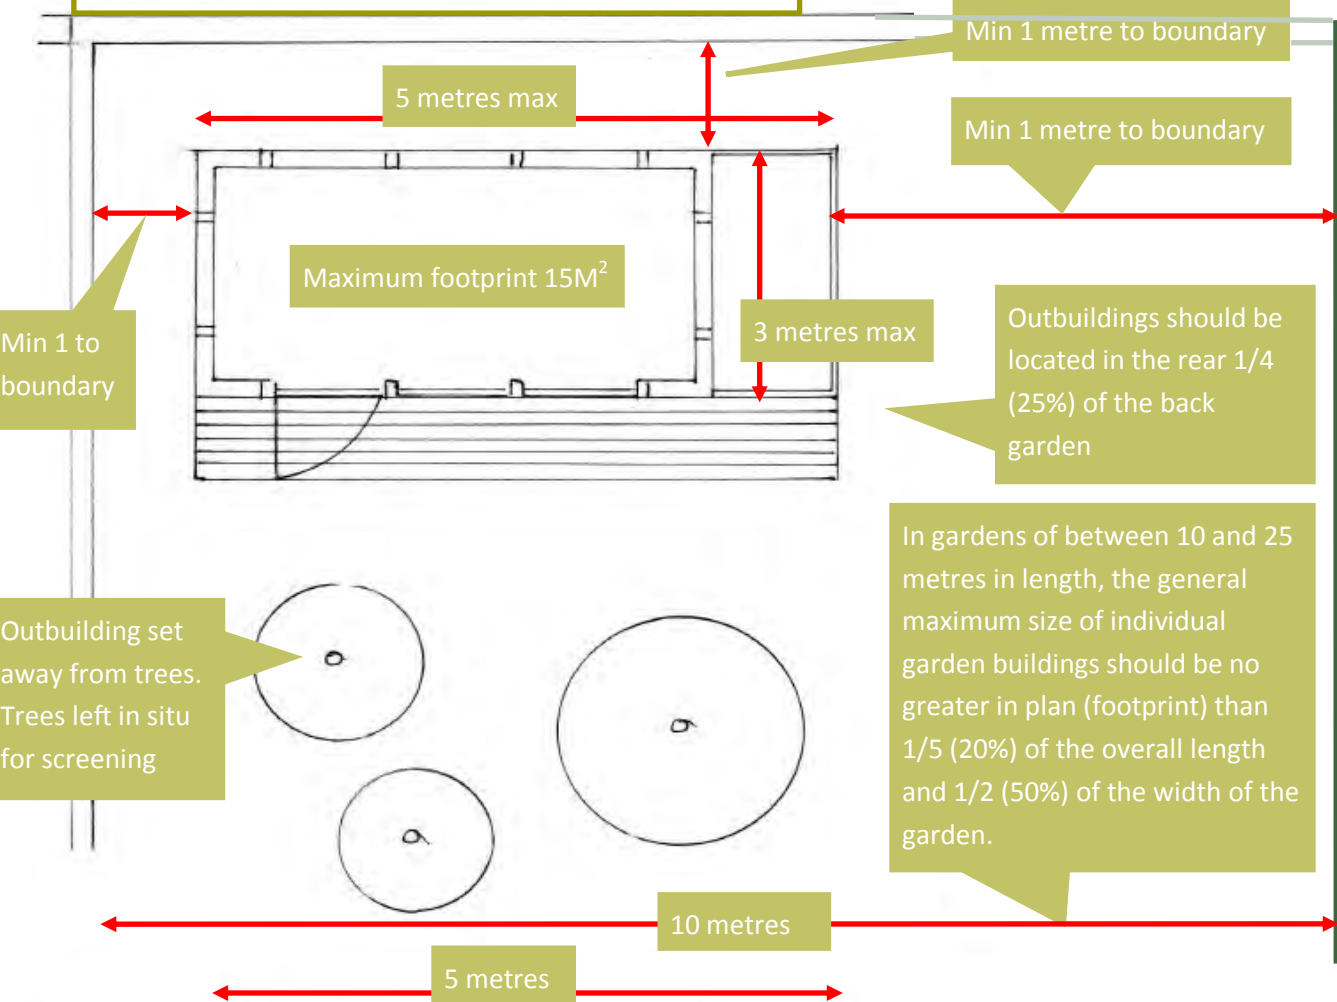 Min 1 metre to boundary
5 metres max
Min 1 metre to boundary
Maximum footprint 15M²
Min 1 to
boundary
3 metres max
Outbuildings should be
located in the rear 1/4
(25%) of the back
garden
In gardens of between 10 and 25
metres in length, the general
maximum size of individual
garden buildings should be no
greater in plan (footprint) than
1/5 (20%) of the overall length
and 1/2 (50%) of the width of the
garden.
Outbuilding set
away from trees.
Trees left in situ
for screening
10 metres
5 metres